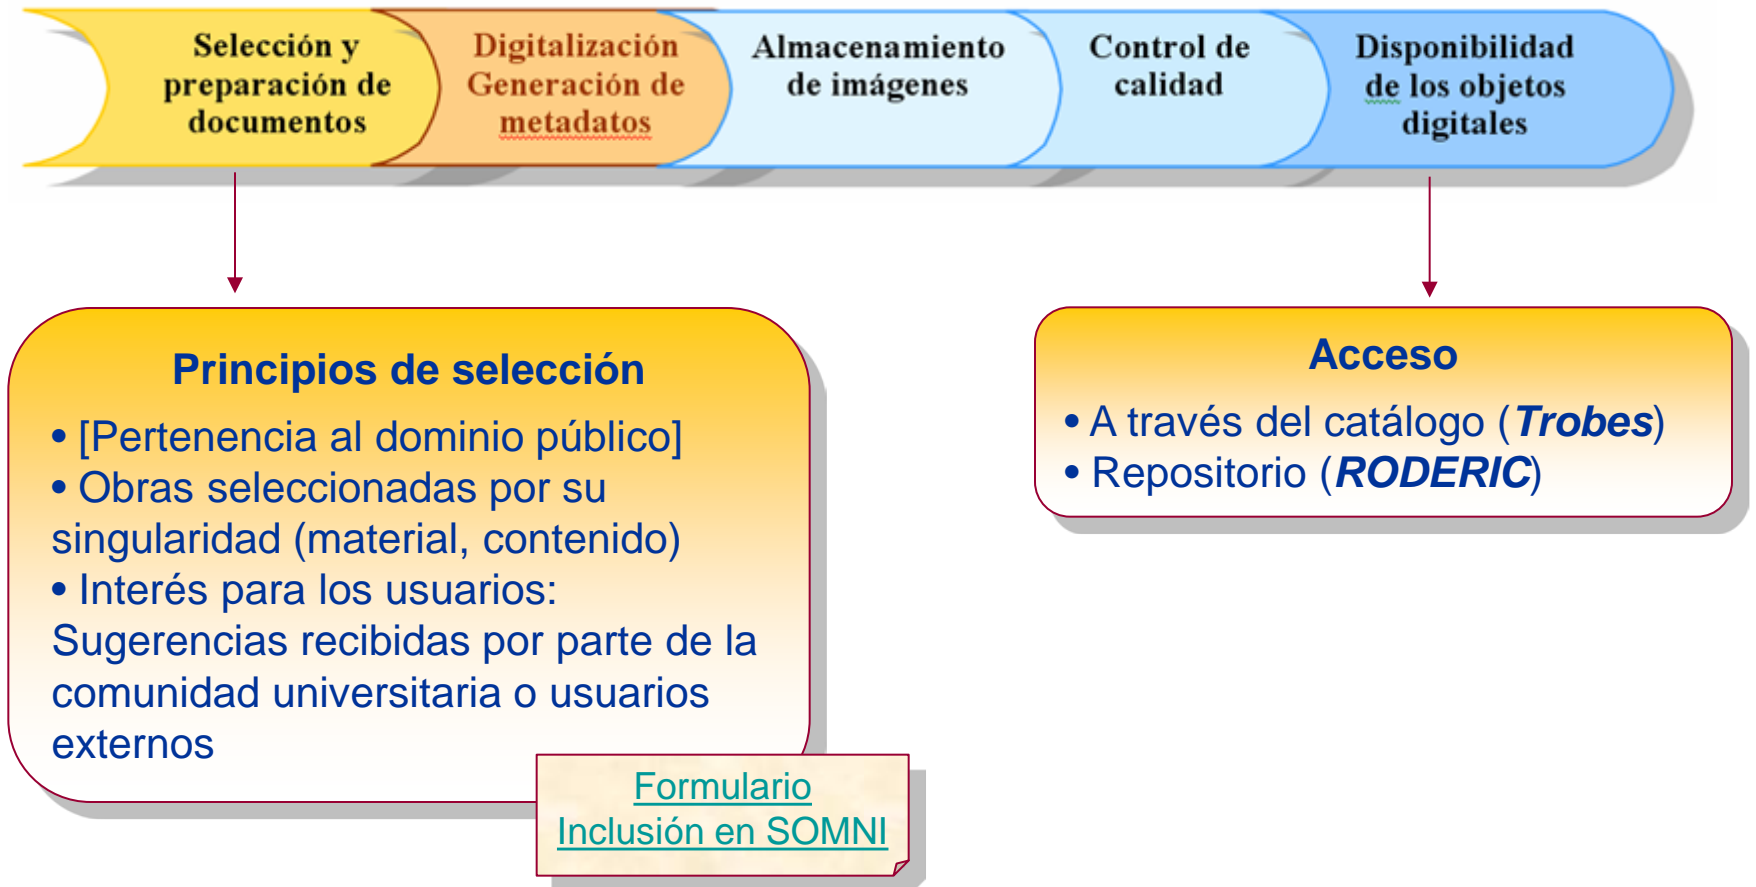 Selección y
preparación de
documentos
Digitalización
Generación de
metadatos
Almacenamiento
de imágenes
Control de
calidad
Disponibilidad
de los objetos
digitales
Principios de selección
• [Pertenencia al dominio público]
• Obras seleccionadas por su
singularidad (material, contenido)
• Interés para los usuarios:
Sugerencias recibidas por parte de la
comunidad universitaria o usuarios
externos
Formulario
Inclusión en SOMNI
Acceso
• A través del catálogo (Trobes)
• Repositorio (RODERIC)